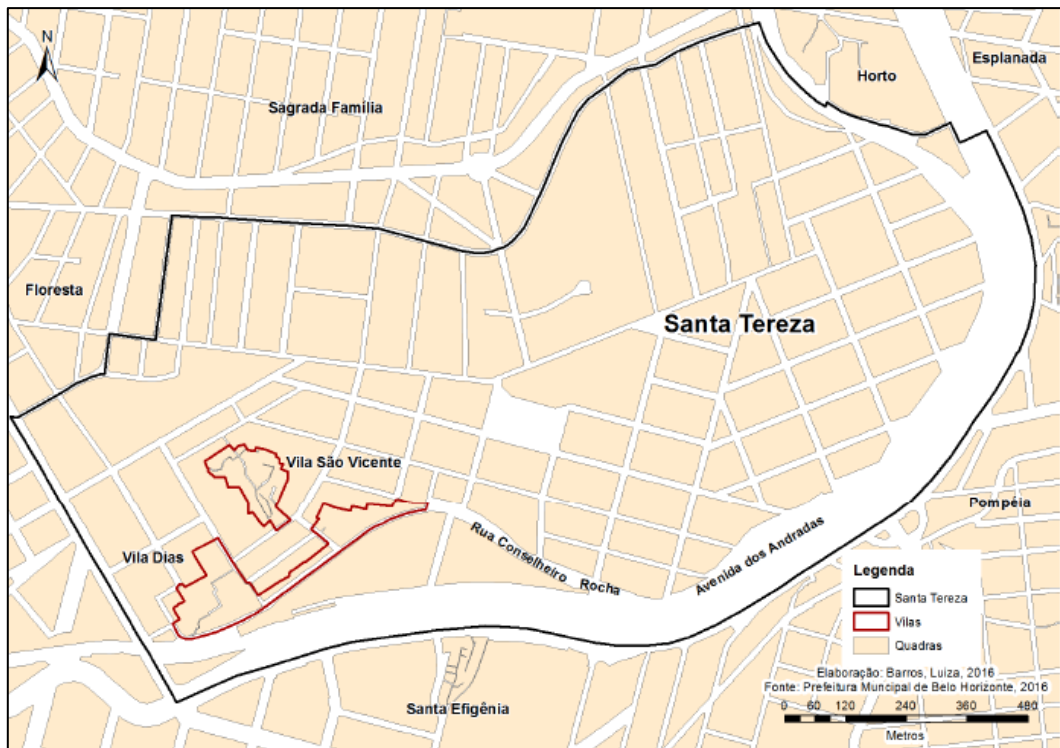 N
Esplanada
Horto
Sagrada Família
Floresta
Santa Tereza
Vila São Vicente
Pompéia
Vila Dias
Rua Conselheiro Rocha
Avenida dos Andradas
Legenda
Santa Tereza
Vilas
Quadras
Elaboração: Barros, Luiza, 2016
Fonte: Prefeitura Muncipal de Belo Horizonte, 2016
0 60 120 240 360 480
Metros
Santa Efigênia